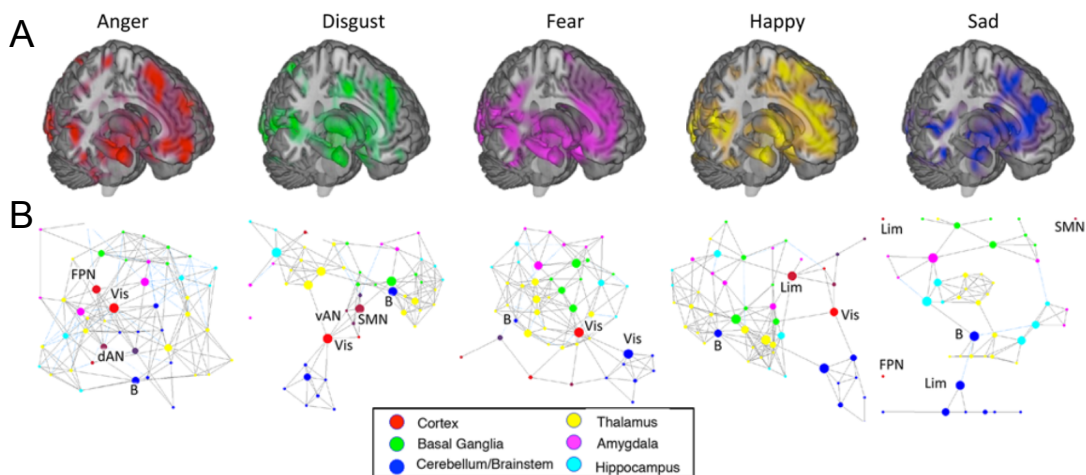 Anger Disgust Fear Happy Sad
A
B
Lim SMN
FPN Vis
Lim
B
vAN SMN B Vis Vis Vis B
dAN Vis B
B FPN Lim
Cortex Thalamus
Basal Ganglia Amygdala
Cerebellum/Brainstem Hippocampus